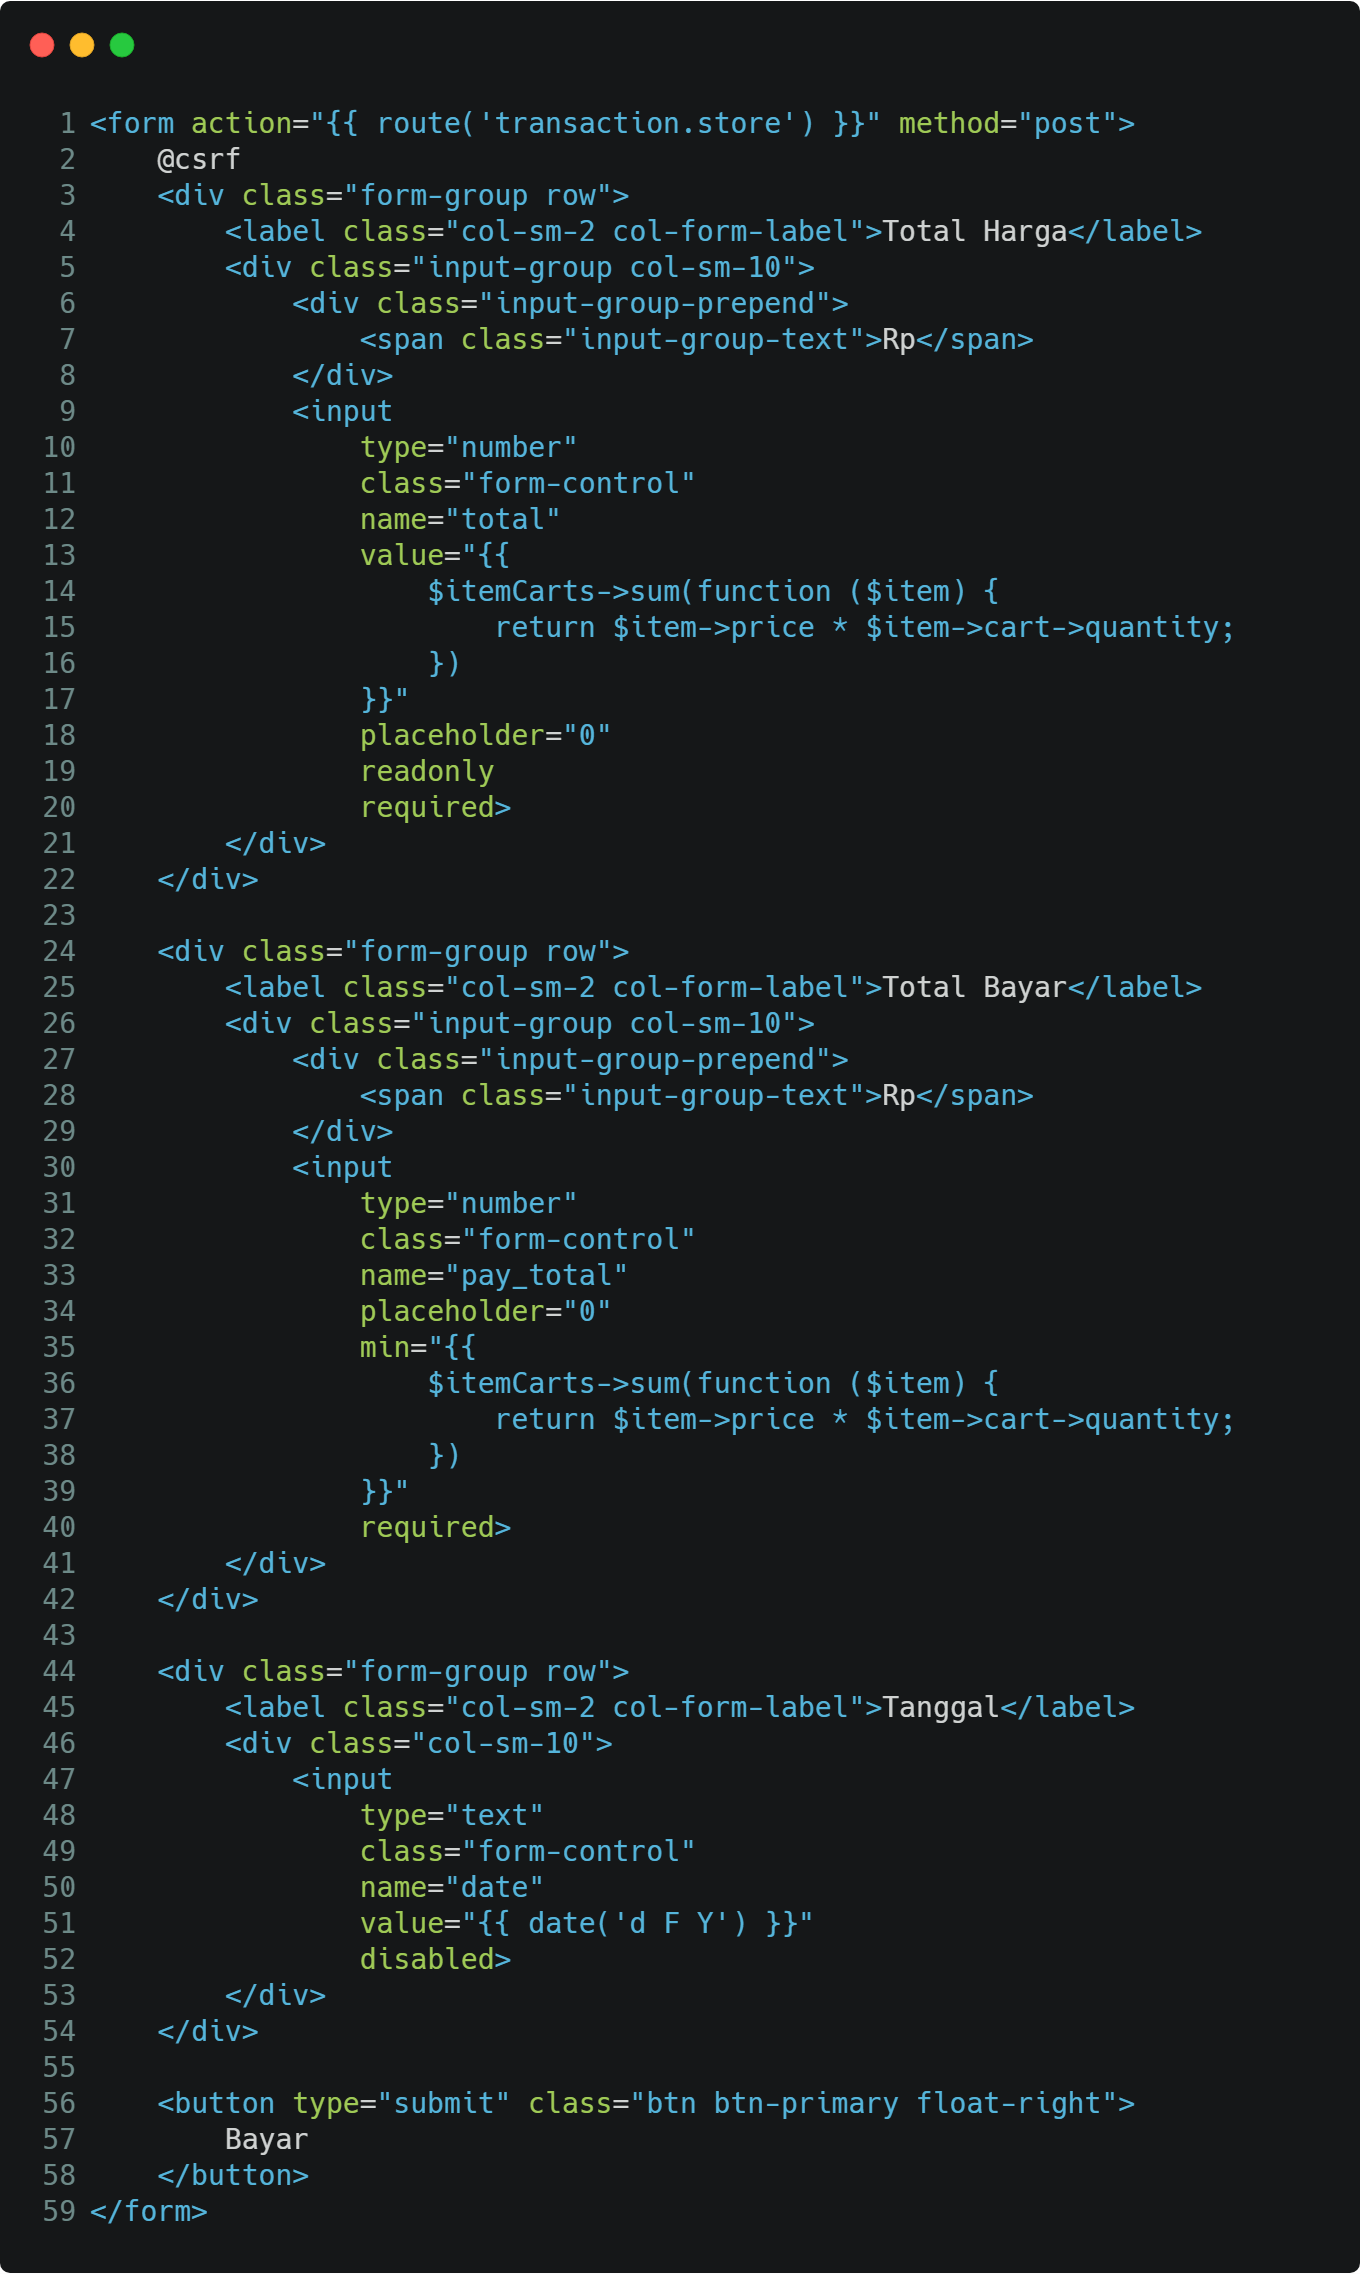 1 <form action="{{ route('transaction.store') }}" method="post">
2     @csrf
3     <div class="form-group row">
4         <label class="col-sm-2 col-form-label">Total Harga</label>
5         <div class="input-group col-sm-10">
6             <div class="input-group-prepend">
7                 <span class="input-group-text">Rp</span>
8             </div>
9             <input
10                 type="number"
11                 class="form-control"
12                 name="total"
13                 value="{{
14                     $itemCarts->sum(function ($item) {
15                         return $item->price * $item->cart->quantity;
16                     })
17                 }}"
18                 placeholder="0"
19                 readonly
20                 required>
21         </div>
22     </div>
23
24     <div class="form-group row">
25         <label class="col-sm-2 col-form-label">Total Bayar</label>
26         <div class="input-group col-sm-10">
27             <div class="input-group-prepend">
28                 <span class="input-group-text">Rp</span>
29             </div>
30             <input
31                 type="number"
32                 class="form-control"
33                 name="pay_total"
34                 placeholder="0"
35                 min="{{
36                     $itemCarts->sum(function ($item) {
37                         return $item->price * $item->cart->quantity;
38                     })
39                 }}"
40                 required>
41         </div>
42     </div>
43
44     <div class="form-group row">
45         <label class="col-sm-2 col-form-label">Tanggal</label>
46         <div class="col-sm-10">
47             <input
48                 type="text"
49                 class="form-control"
50                 name="date"
51                 value="{{ date('d F Y') }}"
52                 disabled>
53         </div>
54     </div>
55
56     <button type="submit" class="btn btn-primary float-right">
57         Bayar
58     </button>
59 </form>